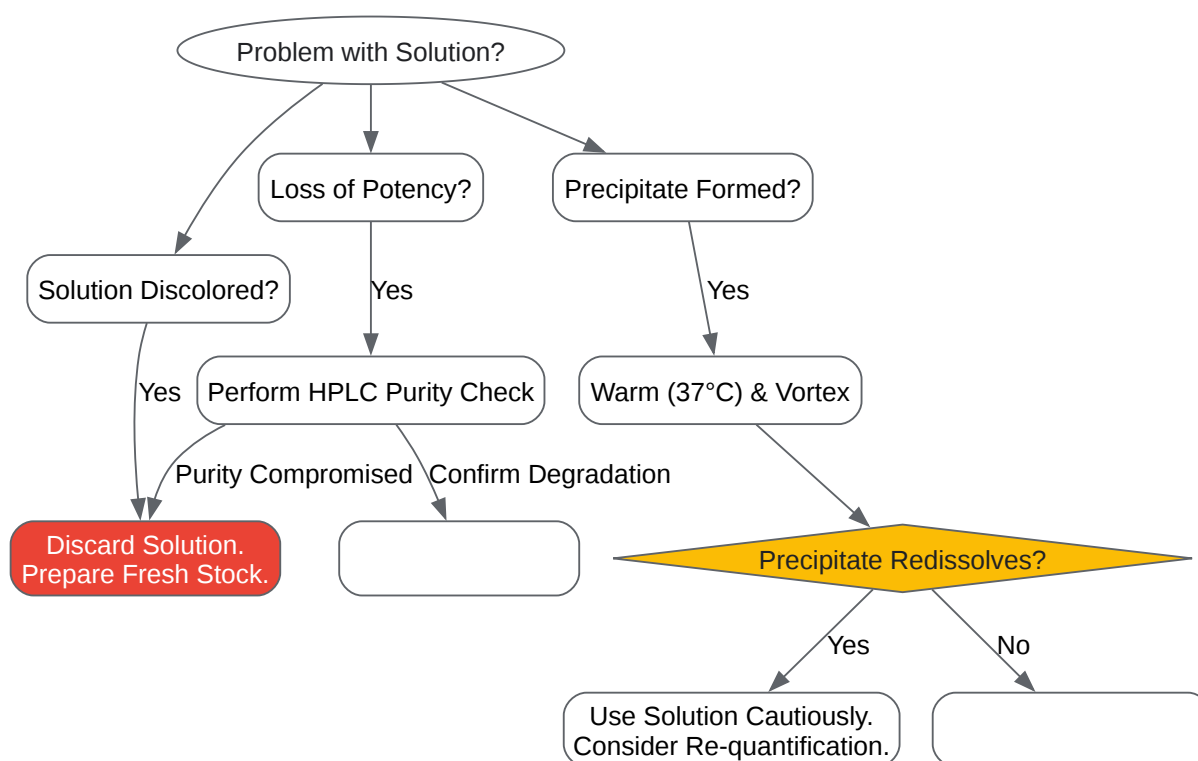 Problem with Solution?
Loss of Potency?
Precipitate Formed?
Solution Discolored?
Yes
Yes
Yes
Perform HPLC Purity Check
Warm (37°C) & Vortex
Purity Compromised
Confirm Degradation
Discard Solution.
Prepare Fresh Stock.
Precipitate Redissolves?
Yes
No
Use Solution Cautiously.
Consider Re-quantification.